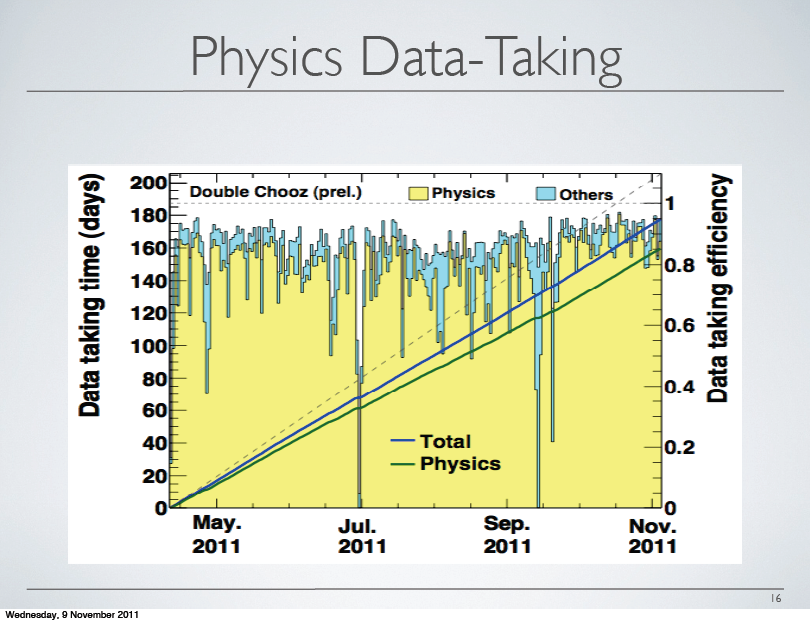 Physics Data-Taking
Double Chooz (prel.)
Physics
Others
Data taking time (days)
200
180
160
140
120
100
80
60
40
20
0
Data taking efficiency
1
0.8
0.6
0.4
0.2
0
Total
Physics
May.
2011
Jul.
2011
Sep.
2011
Nov.
2011
16
Wednesday, 9 November 2011